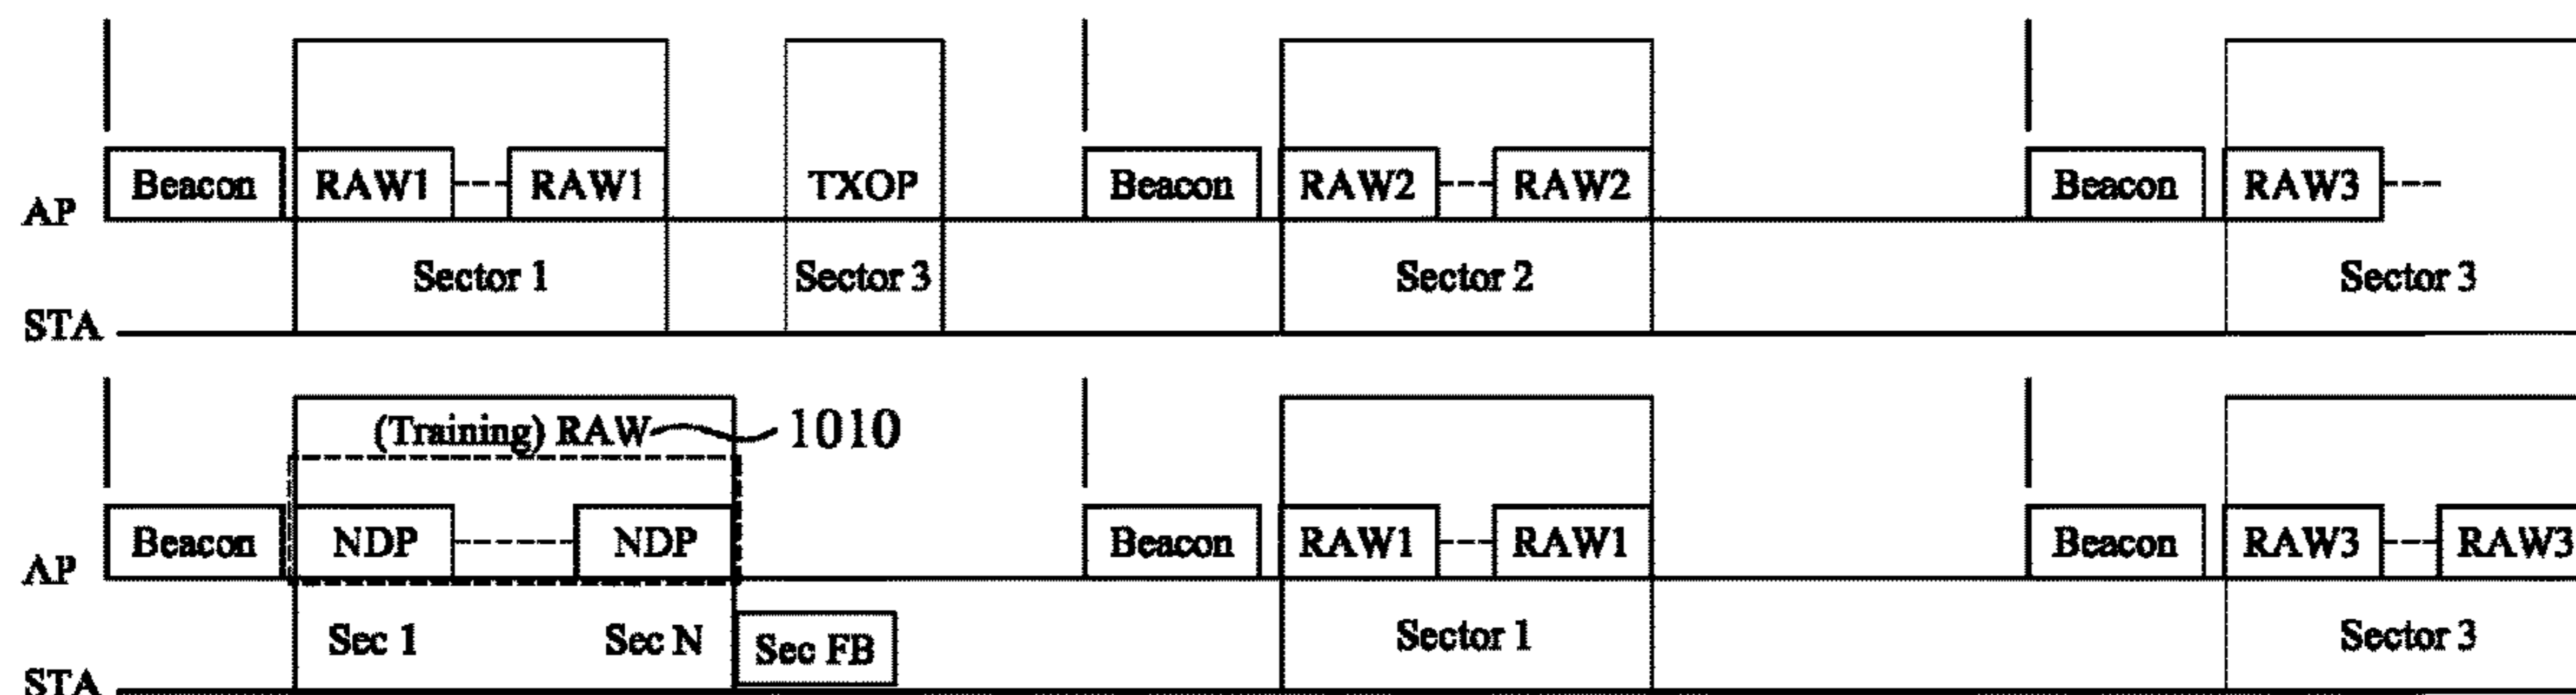 Beacon RAW1 RAW1 TXOP Beacon RAW2 RAW2 Beacon RAW3
AP
Sector 1 Sector 3 Sector 2 Sector 3
STA
(Training) RAW 1010
Beacon NDP NDP Beacon RAW1 RAW1 Beacon RAW3 RAW3
AP
Sec 1 Sec N Sec FB Sector 1 Sector 3
STA